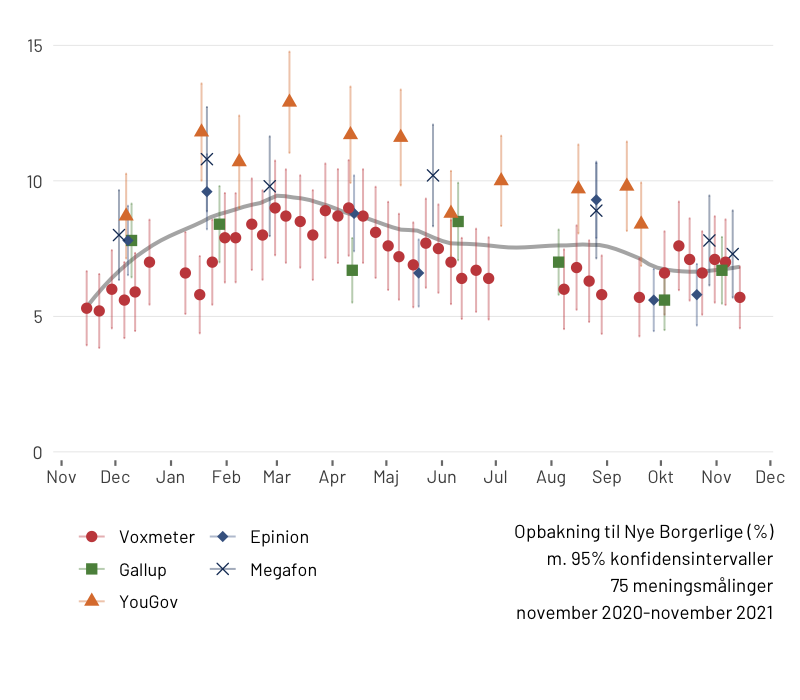 15
10
5
0
Nov Dec Jan Feb Mar Apr Maj Jun Jul Aug Sep Okt Nov Dec
Voxmeter Epinion
Gallup Megafon
YouGov
Opbakning til Nye Borgerlige (%)
m. 95% konfidensintervaller
75 meningsmålinger
november 2020-november 2021